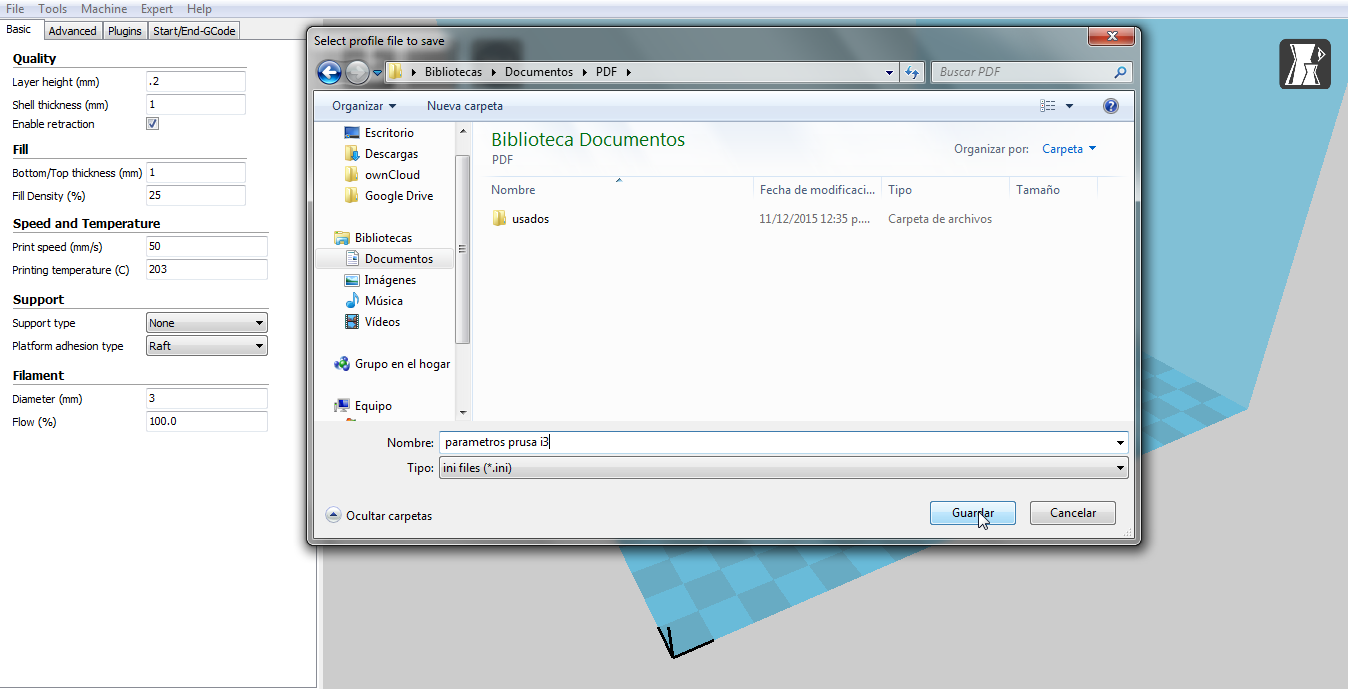 File Tools Machine Expert Help
Basic Advanced Plugins Start/End-GCode
Quality
Layer height (mm) .2
Shell thickness (mm) 1
Enable retraction
Fill
Bottom/Top thickness (mm) 1
Fill Density (%) 25
Speed and Temperature
Print speed (mm/s) 50
Printing temperature (C) 203
Support
Support type None
Platform adhesion type Raft
Filament
Diameter (mm) 3
Flow (%) 100.0
Select profile file to save
Bibliotecas Documentos PDF
Buscar PDF
Organizar Nueva carpeta
Escritorio
Descargas
ownCloud
Google Drive
Bibliotecas
Documentos
Imágenes
Música
Vídeos
Grupo en el hogar
Equipo
Biblioteca Documentos
PDF
Organizar por: Carpeta
Nombre Fecha de modificaci... Tipo Tamaño
usados 11/12/2015 12:35 p.... Carpeta de archivos
Nombre: parametros prusa i3
Tipo: ini files (*.ini)
Ocultar carpetas
Guardar Cancelar